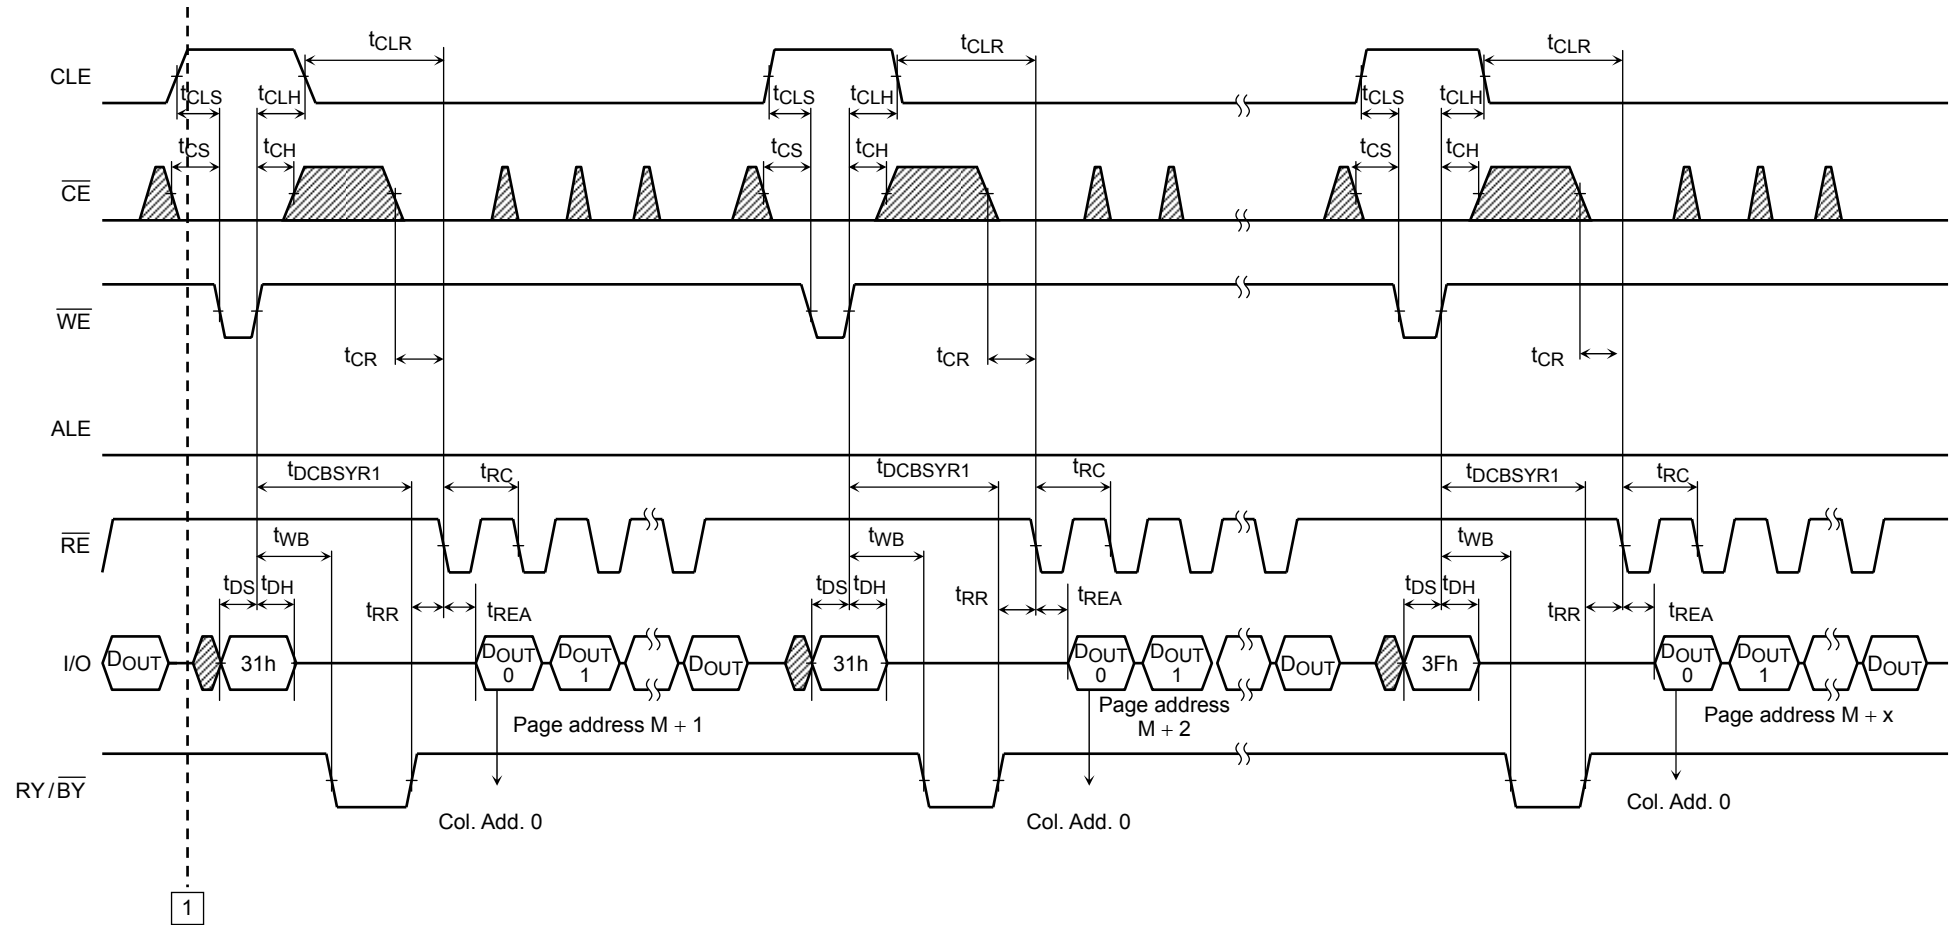 tCLR tCLR tCLR
CLE
tCLS tCLH tCLS tCLH tCLS tCLH
tCS tCH tCS tCH tCS tCH
CE
WE
tCR tCR tCR
ALE
tDCBSYR1 tRC tDCBSYR1 tRC tDCBSYR1 tRC
RE
tWB tWB tWB
tDS tDH tDS tDH tDS tDH
tRR tREA tRR tREA tRR tREA
I/O DOUT 31h DOUT 0 DOUT 1 DOUT 31h DOUT 0 DOUT 1 DOUT 3Fh DOUT 0 DOUT 1 DOUT
Page address M + 1
Page address
M + 2
Page address M + x
RY/BY
Col. Add. 0 Col. Add. 0 Col. Add. 0
1